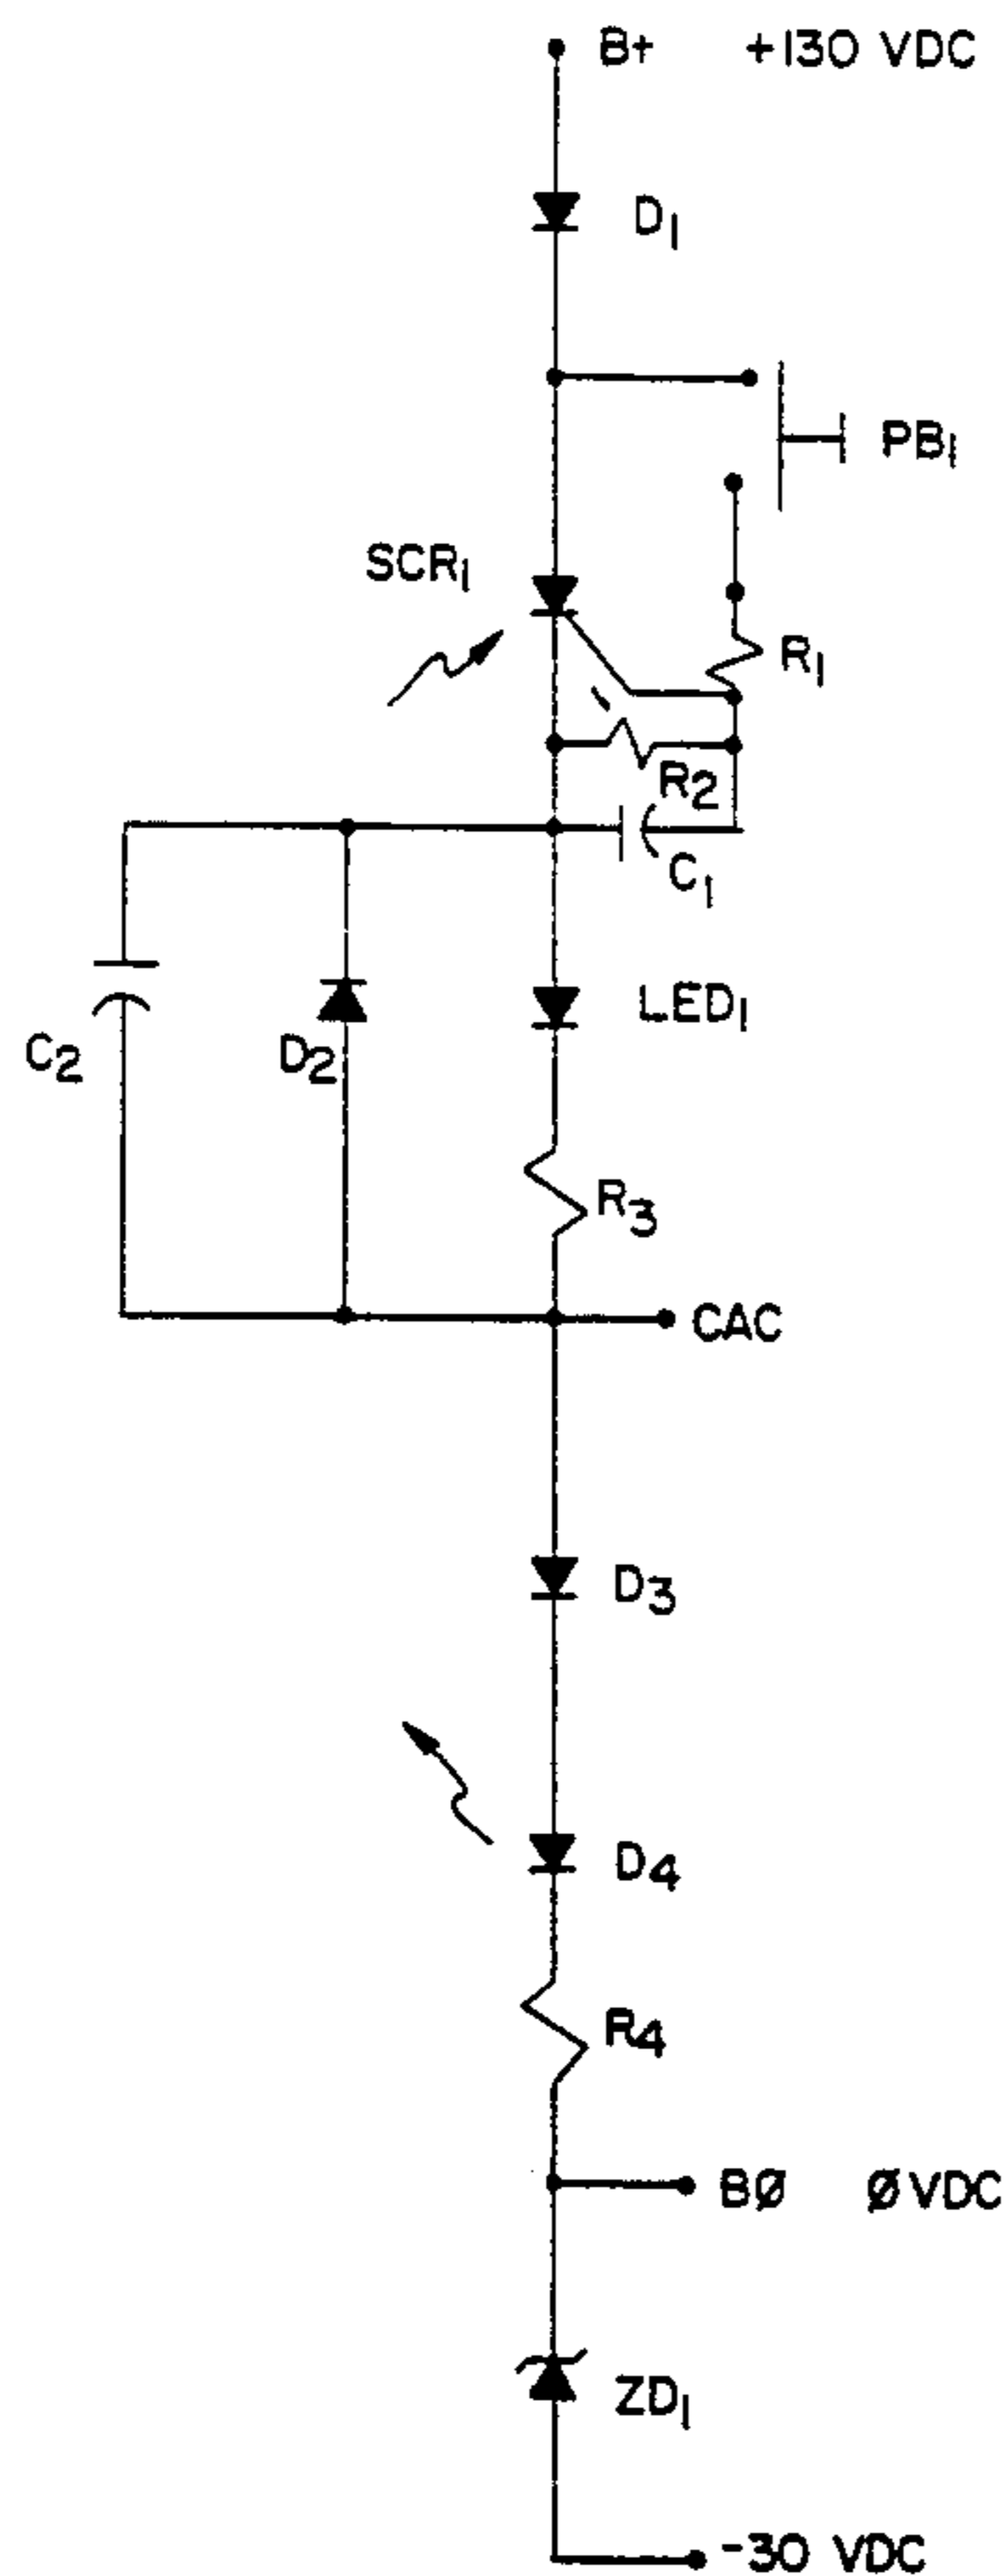 B+ +130 VDC
D1
PB1
SCR1
R1
R2
C1
LED1
C2
D2
R3
CAC
D3
D4
R4
BØ ØVDC
ZD1
-30 VDC